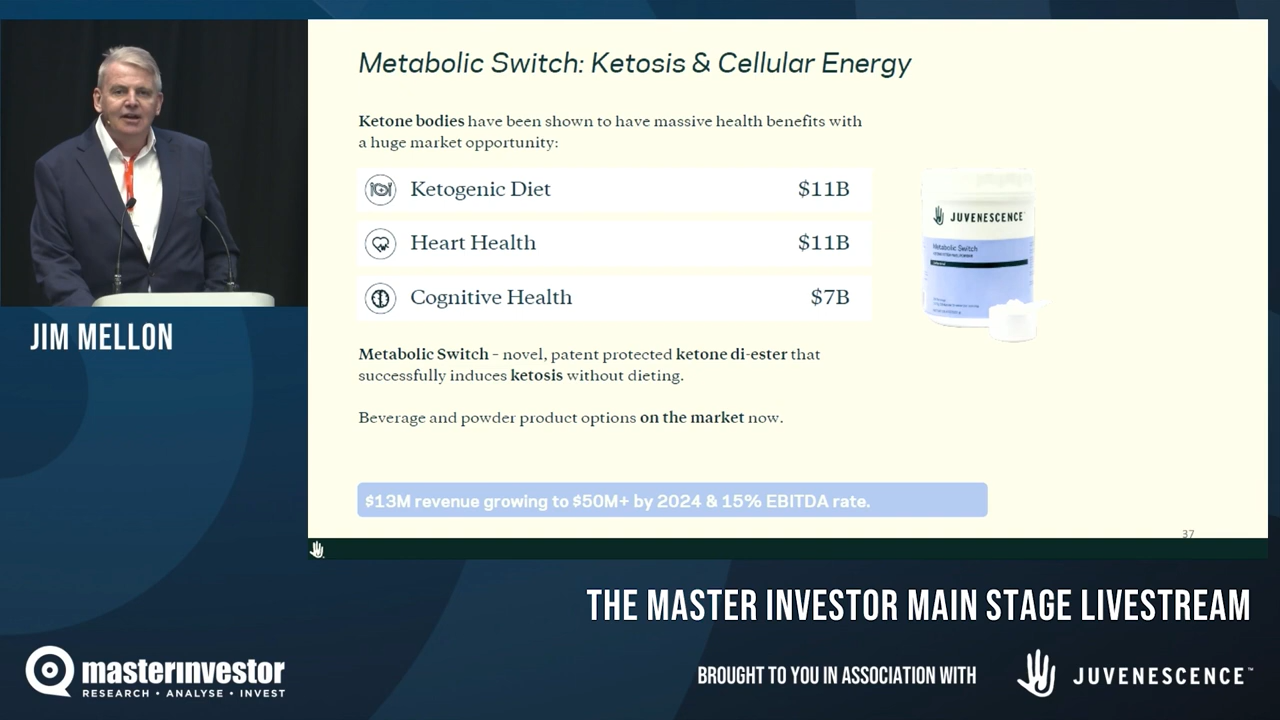 Metabolic Switch: Ketosis & Cellular Energy
Ketone bodies have been shown to have massive health benefits with
a huge market opportunity:
Ketogenic Diet $11B
Heart Health $11B
Cognitive Health $7B
JUVENESCENCE
Metabolic Switch
Metabolic Switch – novel, patent protected ketone di-ester that
successfully induces ketosis without dieting.
Beverage and powder product options on the market now.
$13M revenue growing to $50M+ by 2024 & 15% EBITDA rate.
37
JIM MELLON
THE MASTER INVESTOR MAIN STAGE LIVESTREAM
masterinvestor
RESEARCH • ANALYSE • INVEST
BROUGHT TO YOU IN ASSOCIATION WITH
JUVENESCENCE™